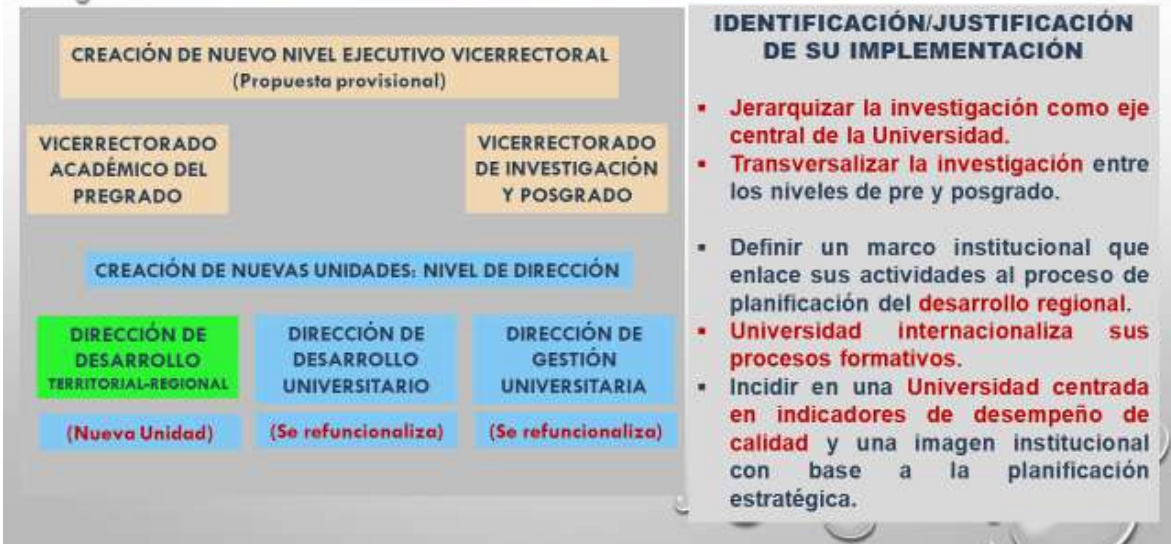 CREACIÓN DE NUEVO NIVEL EJECUTIVO VICERRECTORAL
(Propuesta provisional)
VICERRECTORADO
ACADÉMICO DEL
PREGRADO
VICERRECTORADO
DE INVESTIGACIÓN
Y POSGRADO
CREACIÓN DE NUEVAS UNIDADES: NIVEL DE DIRECCIÓN
DIRECCIÓN DE
DESARROLLO
TERRITORIAL-REGIONAL
(Nueva Unidad)
DIRECCIÓN DE
DESARROLLO
UNIVERSITARIO
(Se refuncionaliza)
DIRECCIÓN DE
GESTIÓN
UNIVERSITARIA
(Se refuncionaliza)
IDENTIFICACIÓN/JUSTIFICACIÓN
DE SU IMPLEMENTACIÓN
▪ Jerarquizar la investigación como eje
central de la Universidad.
▪ Transversalizar la investigación entre
los niveles de pre y posgrado.
▪ Definir un marco institucional que
enlace sus actividades al proceso de
planificación del desarrollo regional.
▪ Universidad internacionaliza sus
procesos formativos.
▪ Incidir en una Universidad centrada
en indicadores de desempeño de
calidad y una imagen institucional
con base a la planificación
estratégica.